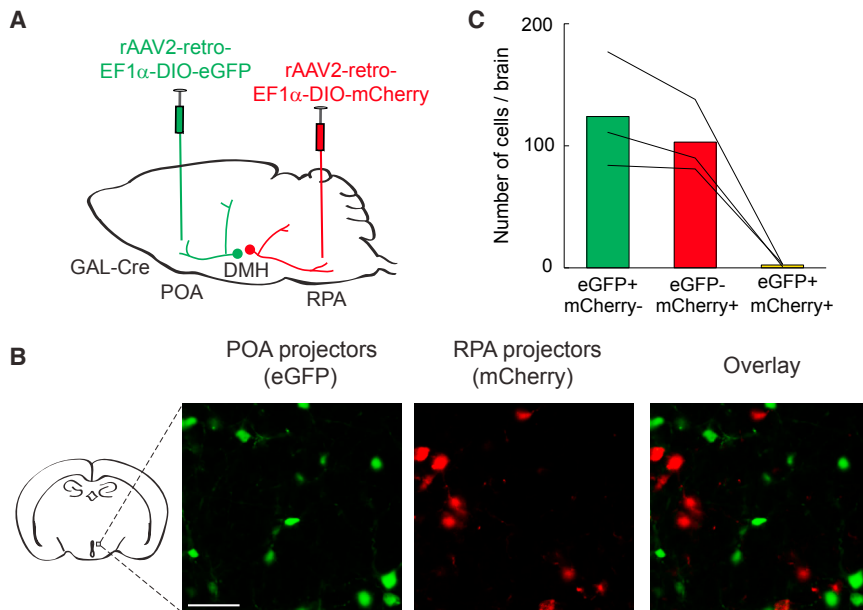 A
rAAV2-retro-
EF1α-DIO-eGFP
rAAV2-retro-
EF1α-DIO-mCherry
GAL-Cre
POA
DMH
RPA
C
Number of cells / brain
200
100
0
eGFP+
mCherry-
eGFP-
mCherry+
eGFP+
mCherry+
B
POA projectors
(eGFP)
RPA projectors
(mCherry)
Overlay